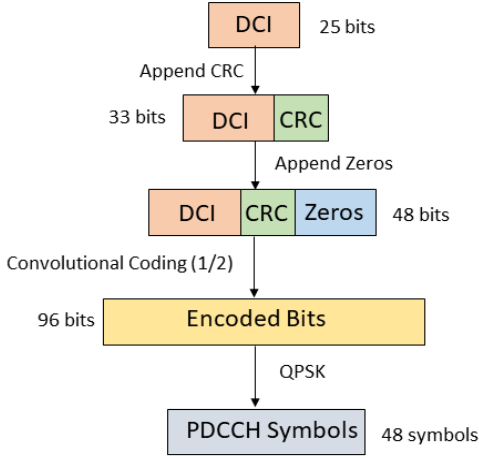 DCI 25 bits
Append CRC
33 bits DCI CRC
Append Zeros
DCI CRC Zeros 48 bits
Convolutional Coding (1/2)
96 bits Encoded Bits
QPSK
PDCCH Symbols 48 symbols